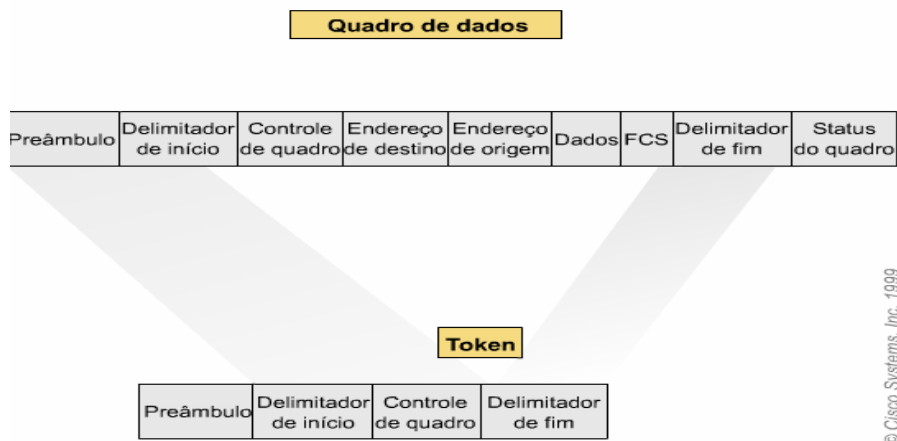 Quadro de dados
Preâmbulo
Delimitador
de início
Controle
de quadro
Endereço
de destino
Endereço
de origem
Dados
FCS
Delimitador
de fim
Status
do quadro
Token
Preâmbulo
Delimitador
de início
Controle
de quadro
Delimitador
de fim
© Cisco Systems, Inc. 1999